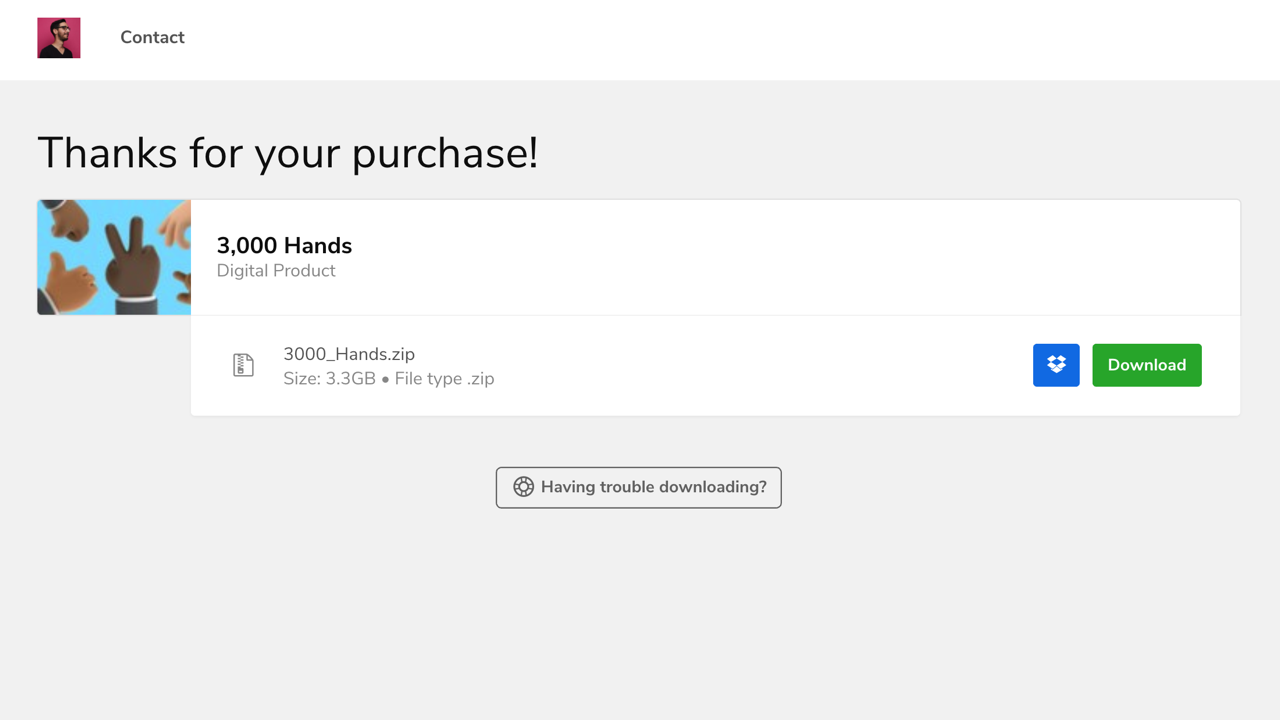 Contact
Thanks for your purchase!
3,000 Hands
Digital Product
3000_Hands.zip
Size: 3.3GB • File type .zip
Download
Having trouble downloading?